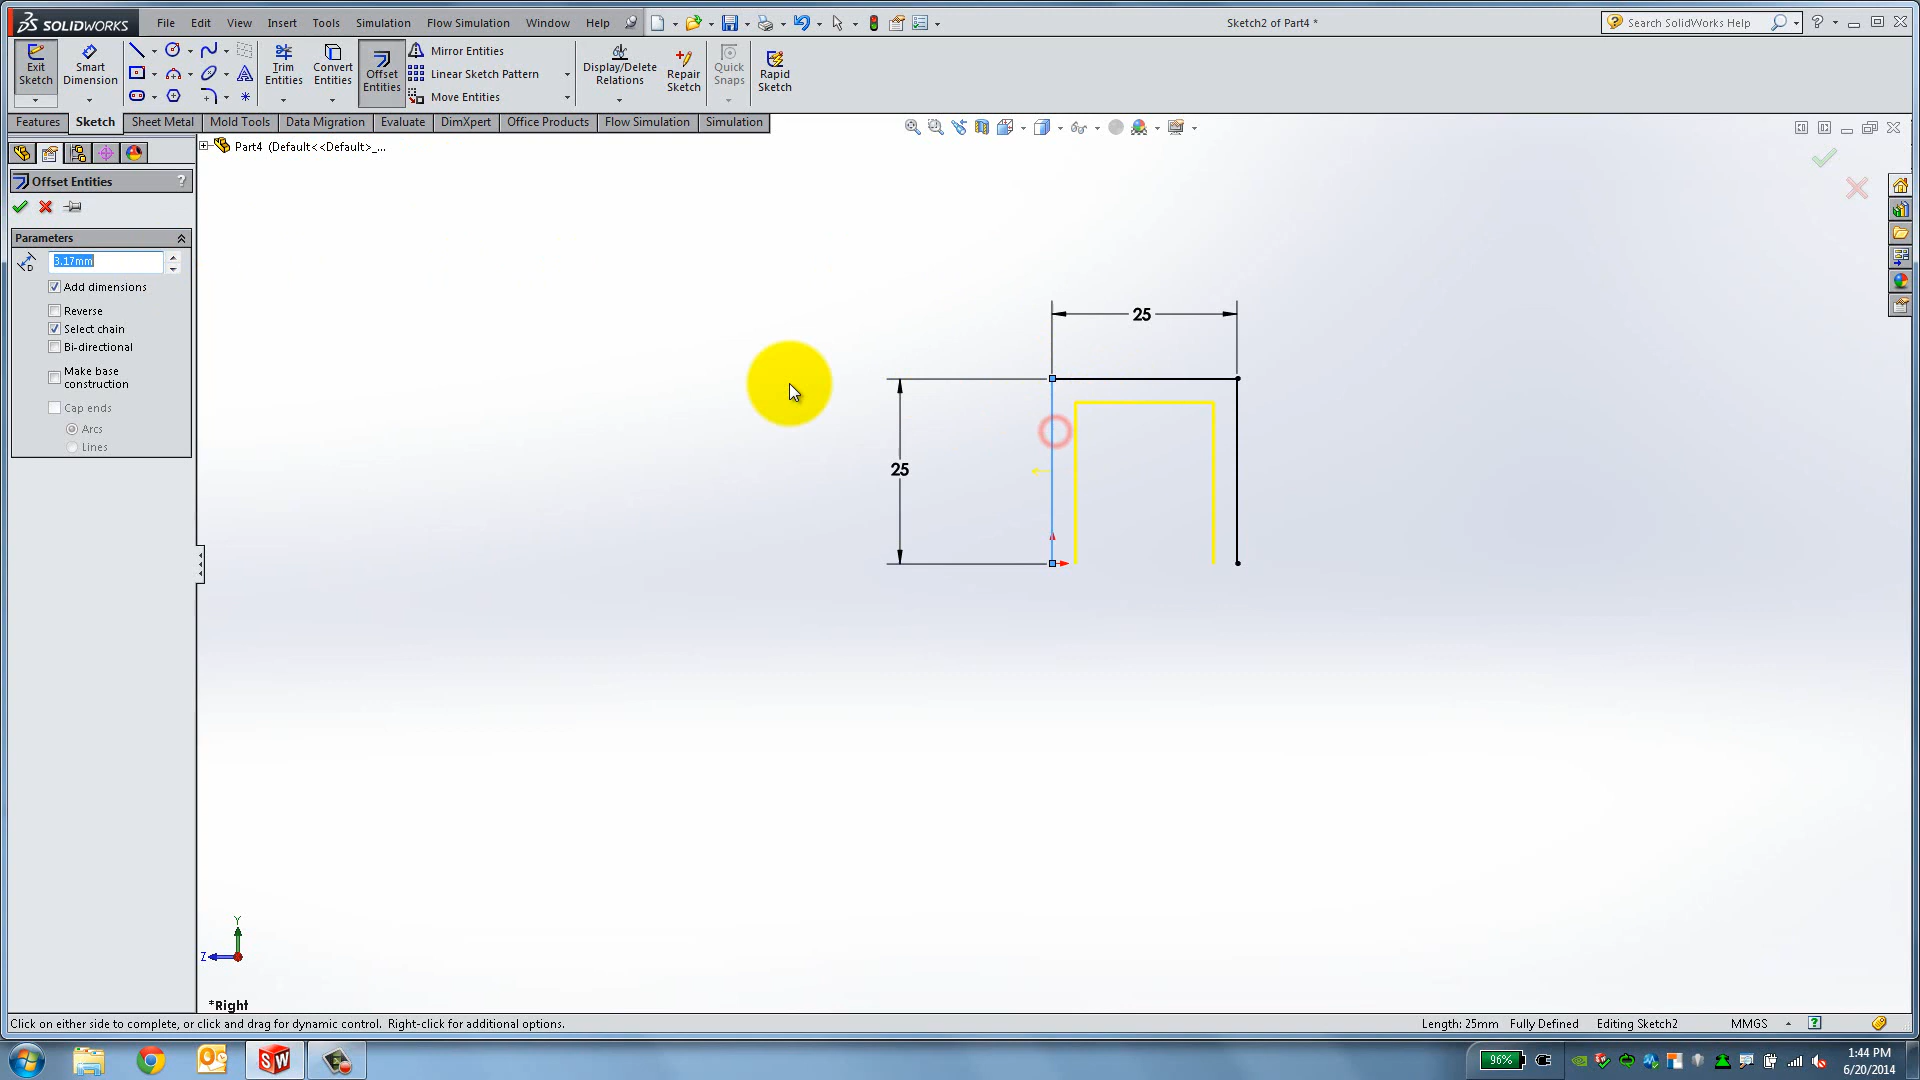 SOLIDWORKS File Edit View Insert Tools Simulation Flow Simulation Window Help Sketch2 of Part4 * Search SolidWorks Help
Exit Sketch
Smart Dimension
Trim Entities
Convert Entities
Offset Entities
Mirror Entities
Linear Sketch Pattern
Move Entities
Display/Delete Relations
Repair Sketch
Quick Snaps
Rapid Sketch
Features Sketch Sheet Metal Mold Tools Data Migration Evaluate DimXpert Office Products Flow Simulation Simulation
Part4 (Default<<Default>_...
Offset Entities ?
Parameters
D 3.17mm
Add dimensions
Reverse
Select chain
Bi-directional
Make base
construction
Cap ends
Arcs
Lines
25
25
Y
Z
*Right
Click on either side to complete, or click and drag for dynamic control. Right-click for additional options. Length: 25mm Fully Defined Editing Sketch2 MMGS
96%
1:44 PM
6/20/2014